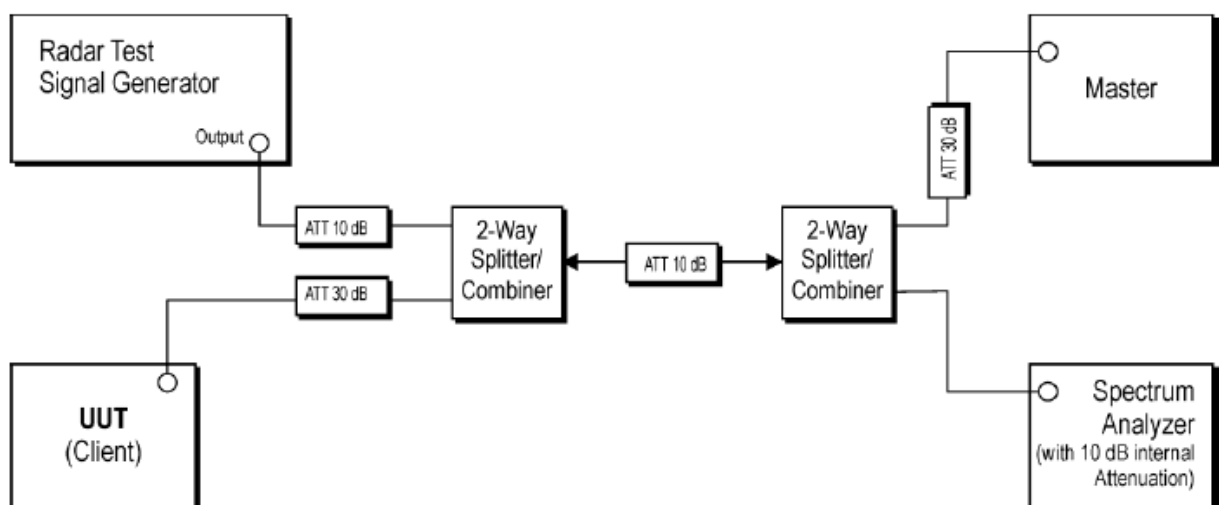 Radar Test
Signal Generator
Output
ATT 10 dB
ATT 30 dB
UUT
(Client)
2-Way
Splitter/
Combiner
ATT 10 dB
2-Way
Splitter/
Combiner
ATT 30 dB
Master
Spectrum
Analyzer
(with 10 dB internal
Attenuation)